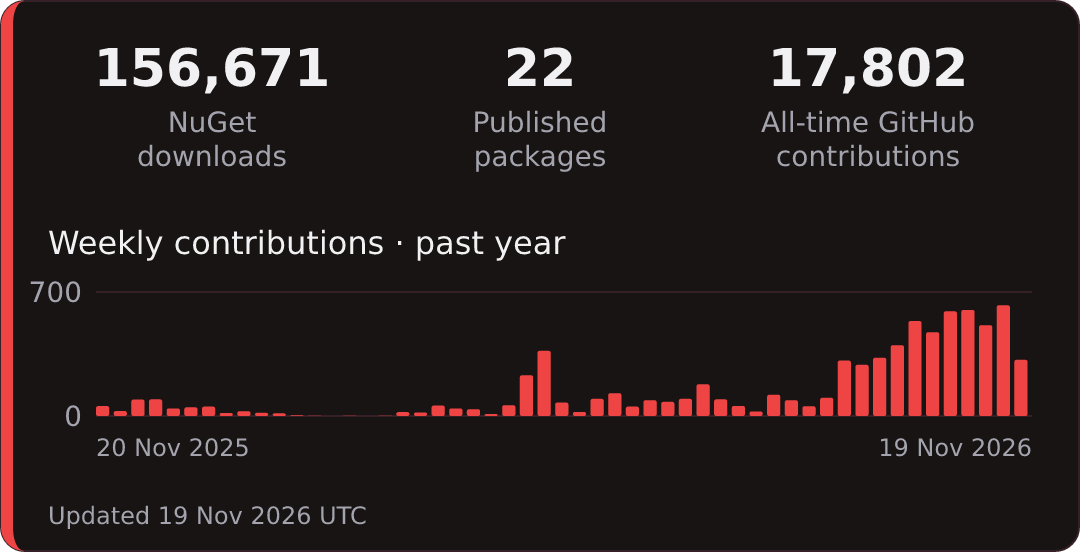 156,671
NuGet
downloads
22
Published
packages
17,802
All-time GitHub
contributions
Weekly contributions · past year
700
0
20 Nov 2025
19 Nov 2026
Updated 19 Nov 2026 UTC